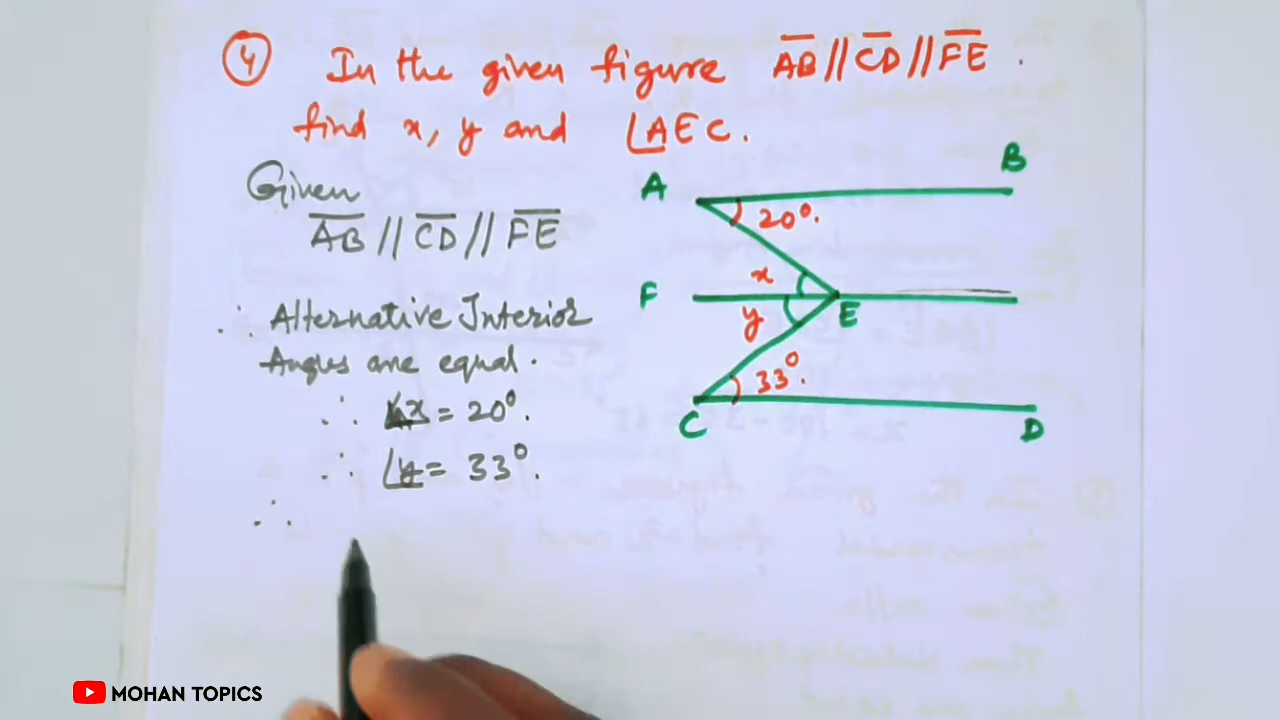 4 In the given figure AB // CD // FE.
find x, y and ∠AEC.
Given
AB // CD // FE
∴ Alternative Interior
Angles are equal.
∴ ∠x = 20°.
∴ ∠y = 33°.
∴
A
B
20°.
x
F
E
y
33°.
C
D
MOHAN TOPICS